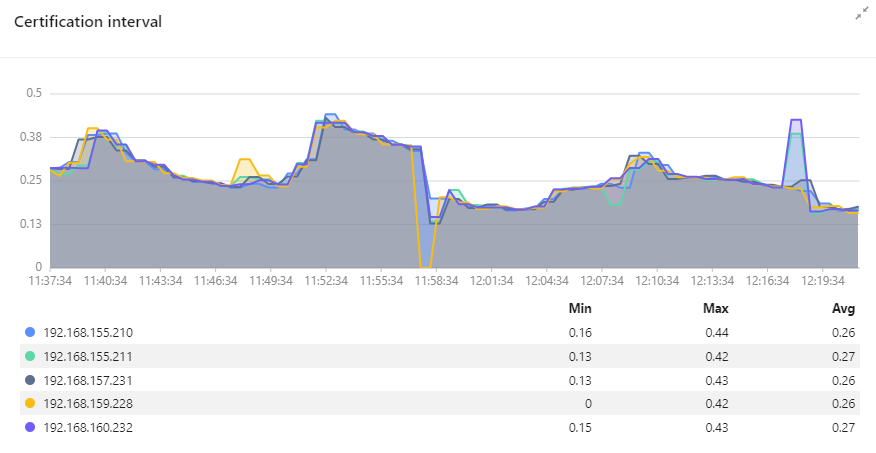 Certification interval
0.5
0.38
0.25
0.13
0
11:37:34 11:40:34 11:43:34 11:46:34 11:49:34 11:52:34 11:55:34 11:58:34 12:01:34 12:04:34 12:07:34 12:10:34 12:13:34 12:16:34 12:19:34
Min Max Avg
192.168.155.210 0.16 0.44 0.26
192.168.155.211 0.13 0.42 0.27
192.168.157.231 0.13 0.43 0.26
192.168.159.228 0 0.42 0.26
192.168.160.232 0.15 0.43 0.27